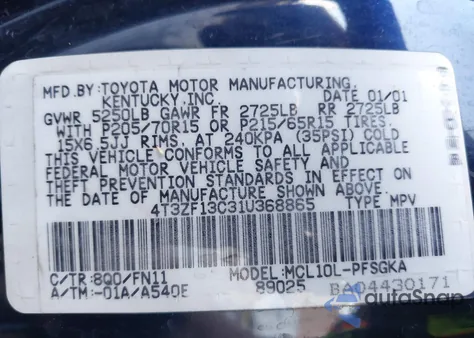 MFD.BY:TOYOTA MOTOR MANUFACTURING,
KENTUCKY,INC. DATE 01/01
GVWR 5250LB GAWR FR 2725LB RR 2725LB
WITH P205/70R15 OR P215/65R15 TIRES,
15X6.5JJ RIMS, AT 240KPA (35PSI) COLD
THIS VEHICLE CONFORMS TO ALL APPLICABLE
FEDERAL MOTOR VEHICLE SAFETY AND
THEFT PREVENTION STANDARDS IN EFFECT ON
THE DATE OF MANUFACTURE SHOWN ABOVE.
4T3ZF13C31U368865 TYPE MPV
C/TR:8Q0/FN11 MODEL:MCL10L-PFSGKA
A/TM:-01A/A540E 89025 BA04430171
autoSnap